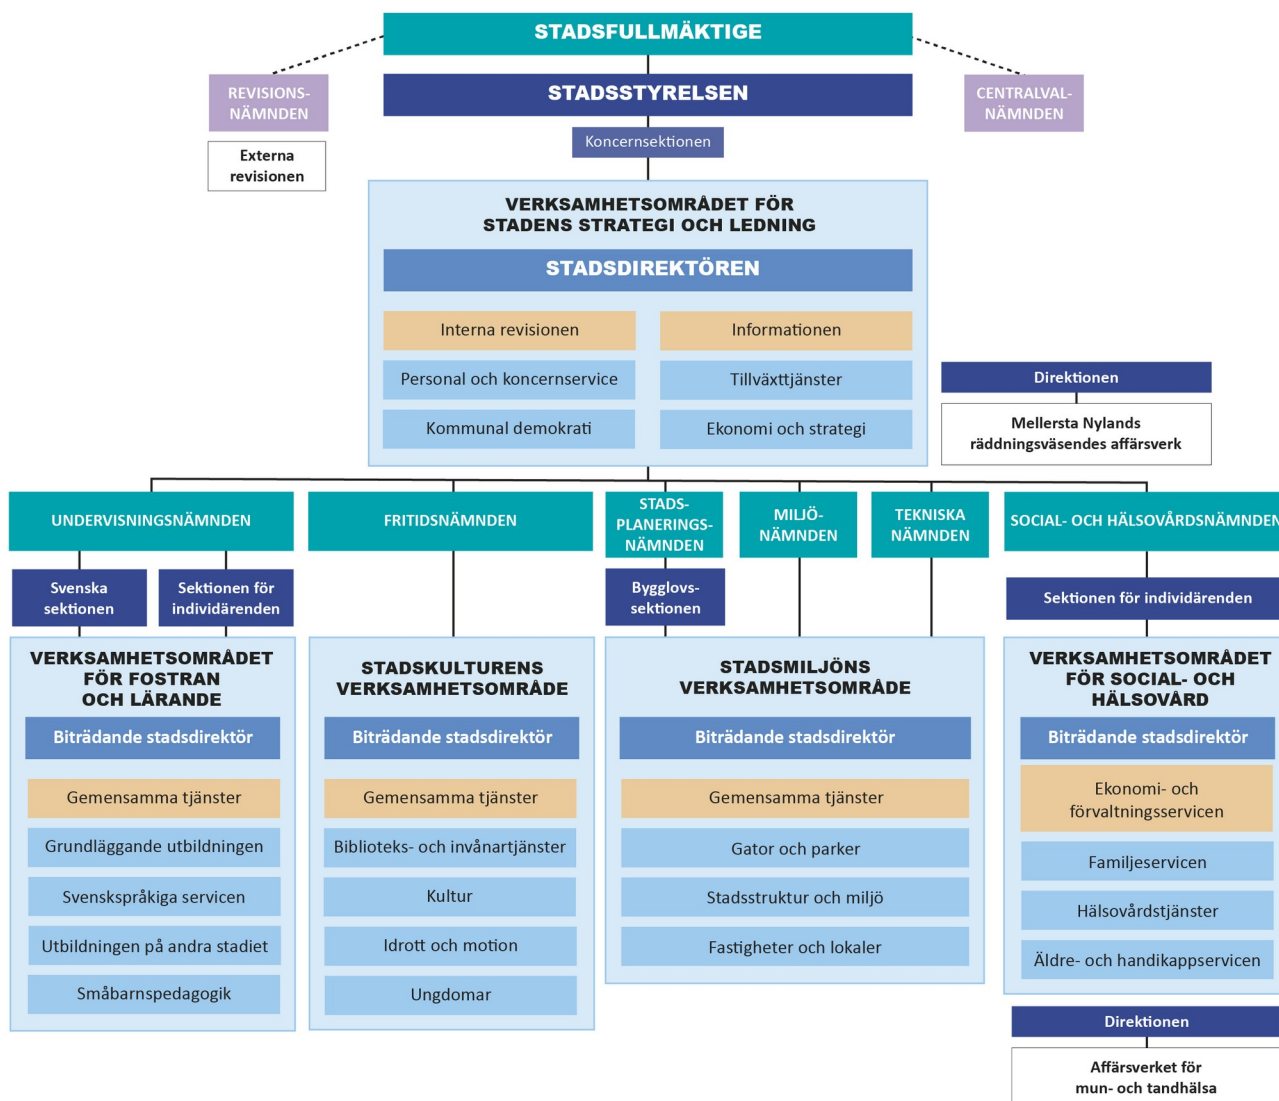 STADSFULLMÄKTIGE
REVISIONS-
NÄMNDEN
STADSSTYRELSEN
CENTRALVAL-
NÄMNDEN
Externa
revisionen
Koncernsektionen
VERKSAMHETSOMRÅDET FÖR
STADENS STRATEGI OCH LEDNING
STADSDIREKTÖREN
Interna revisionen
Informationen
Personal och koncernservice
Tillväxttjänster
Kommunal demokrati
Ekonomi och strategi
Direktionen
Mellersta Nylands
räddningsväsendes affärsverk
UNDERVISNINGSNÄMNDEN
FRITIDSNÄMNDEN
STADS-
PLANERINGS-
NÄMNDEN
MILJÖ-
NÄMNDEN
TEKNISKA
NÄMNDEN
SOCIAL- OCH HÄLSOVÅRDSNÄMNDEN
Svenska
sektionen
Sektionen för
individärenden
Bygglovs-
sektionen
Sektionen för individärenden
VERKSAMHETSOMRÅDET
FÖR FOSTRAN
OCH LÄRANDE
Biträdande stadsdirektör
Gemensamma tjänster
Grundläggande utbildningen
Svenskspråkiga servicen
Utbildningen på andra stadiet
Småbarnspedagogik
STADSKULTURENS
VERKSAMHETSOMRÅDE
Biträdande stadsdirektör
Gemensamma tjänster
Biblioteks- och invånartjänster
Kultur
Idrott och motion
Ungdomar
STADSMILJÖNS
VERKSAMHETSOMRÅDE
Biträdande stadsdirektör
Gemensamma tjänster
Gator och parker
Stadsstruktur och miljö
Fastigheter och lokaler
VERKSAMHETSOMRÅDET
FÖR SOCIAL- OCH
HÄLSOVÅRD
Biträdande stadsdirektör
Ekonomi- och
förvaltningsservicen
Familjeservicen
Hälsovårdstjänster
Äldre- och handikappservicen
Direktionen
Affärsverket för
mun- och tandhälsa